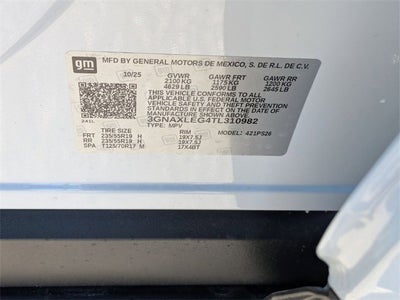 gm
MFD BY GENERAL MOTORS DE MEXICO, S. DE R.L. DE C.V.
10/25 GVWR GAWR FRT GAWR RR
2100 KG 1175 KG 1200 KG
4629 LB 2590 LB 2645 LB
THIS VEHICLE CONFORMS TO ALL
APPLICABLE U.S. FEDERAL MOTOR
VEHICLE SAFETY AND THEFT PREVENTION
STANDARDS IN EFFECT ON THE DATE OF
MANUFACTURE SHOWN ABOVE.
3GNAXLEG4TL310982
TYPE: MPV
TIRE SIZE RIM MODEL: 421PS26
FRT 235/55R19 H 19X7.5J
RR 235/55R19 H 19X7.5J
SPA T125/70R17 M 17X4BT